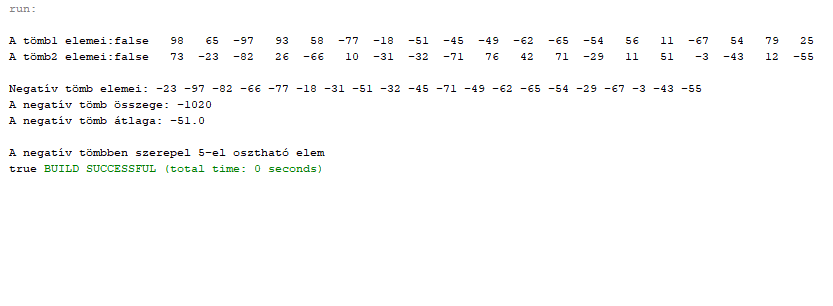 run:
A tömb1 elemei:false 98 65 -97 93 58 -77 -18 -51 -45 -49 -62 -65 -54 56 11 -67 54 79 25
A tömb2 elemei:false 73 -23 -82 26 -66 10 -31 -32 -71 76 42 71 -29 11 51 -3 -43 12 -55
Negatív tömb elemei: -23 -97 -82 -66 -77 -18 -31 -51 -32 -45 -71 -49 -62 -65 -54 -29 -67 -3 -43 -55
A negatív tömb összege: -1020
A negatív tömb átlaga: -51.0
A negatív tömbben szerepel 5-el osztható elem
true BUILD SUCCESSFUL (total time: 0 seconds)